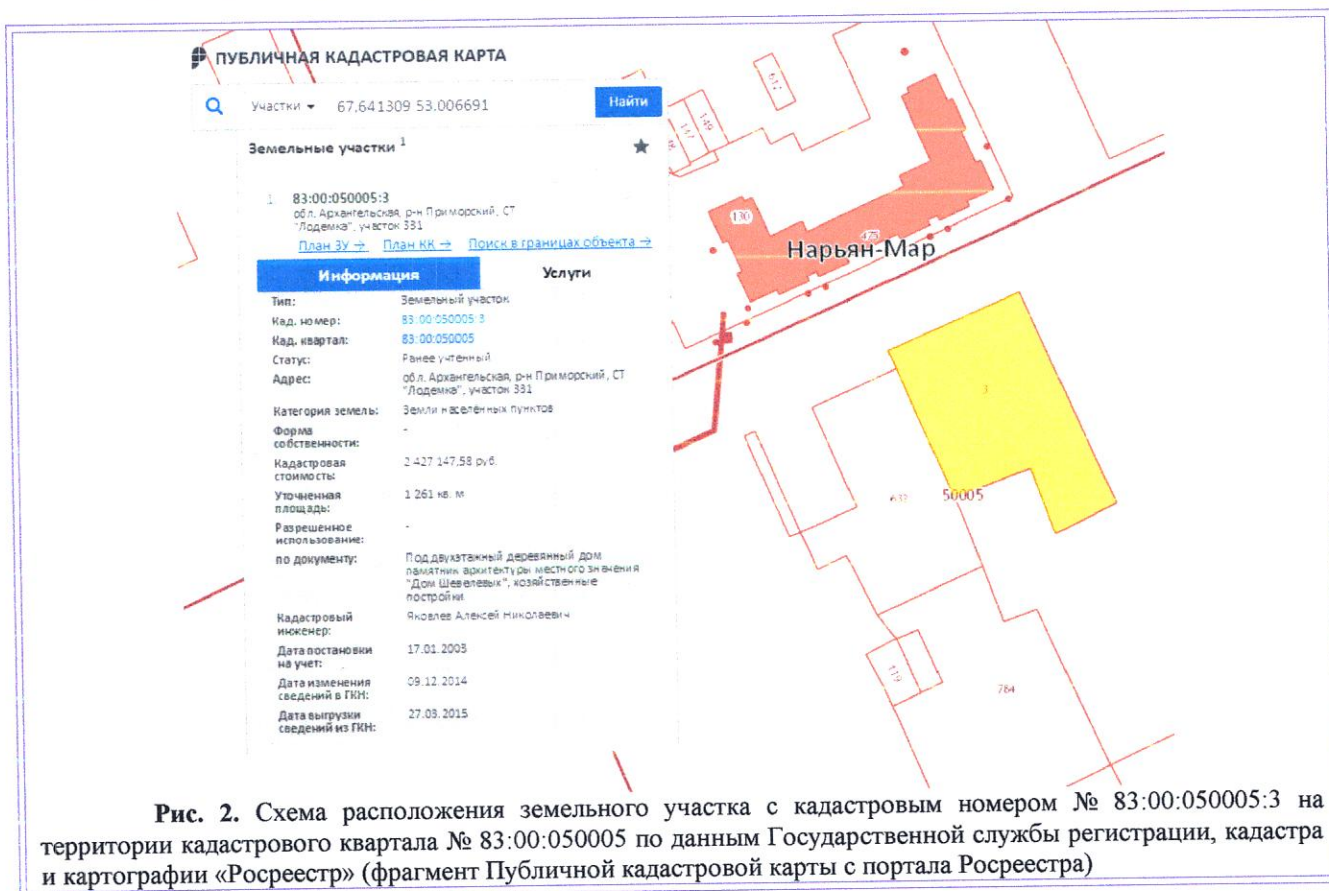 ПУБЛИЧНАЯ КАДАСТРОВАЯ КАРТА
Участки 67,641309 53.006691 Найти
Земельные участки 1
1. 83:00:050005:3
обл. Архангельская, р-н Приморский, СТ
"Лодемка", участок 331
План ЗУ → План КК → Поиск в границах объекта →
Информация Услуги
Тип: Земельный участок
Кад. номер: 83:00:050005:3
Кад. квартал: 83:00:050005
Статус: Ранее учтенный
Адрес: обл. Архангельская, р-н Приморский, СТ
"Лодемка", участок 331
Категория земель: Земли населённых пунктов
Форма
собственности: -
Кадастровая
стоимость: 2 427 147,58 руб.
Уточненная
площадь: 1 261 кв. м
Разрешенное
использование: -
по документу: Под двухэтажный деревянный дом
памятник архитектуры местного значения
"Дом Шевелевых", хозяйственные
постройки.
Кадастровый
инженер: Яковлев Алексей Николаевич
Дата постановки
на учет: 17.01.2003
Дата изменения
сведений в ГКН: 09.12.2014
Дата выгрузки
сведений из ГКН: 27.03.2015
147
149
612
130
475
Нарьян-Мар
3
632
50005
119
784
Рис. 2. Схема расположения земельного участка с кадастровым номером № 83:00:050005:3 на
территории кадастрового квартала № 83:00:050005 по данным Государственной службы регистрации, кадастра
и картографии «Росреестр» (фрагмент Публичной кадастровой карты с портала Росреестра)